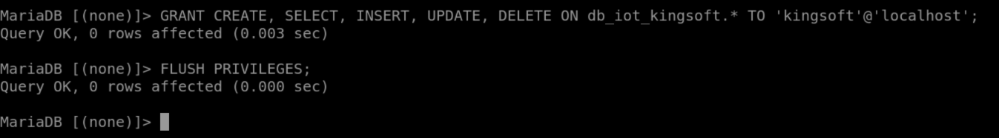 MariaDB [(none)]> GRANT CREATE, SELECT, INSERT, UPDATE, DELETE ON db_iot_kingsoft.* TO 'kingsoft'@'localhost';
Query OK, 0 rows affected (0.003 sec)
MariaDB [(none)]> FLUSH PRIVILEGES;
Query OK, 0 rows affected (0.000 sec)
MariaDB [(none)]>